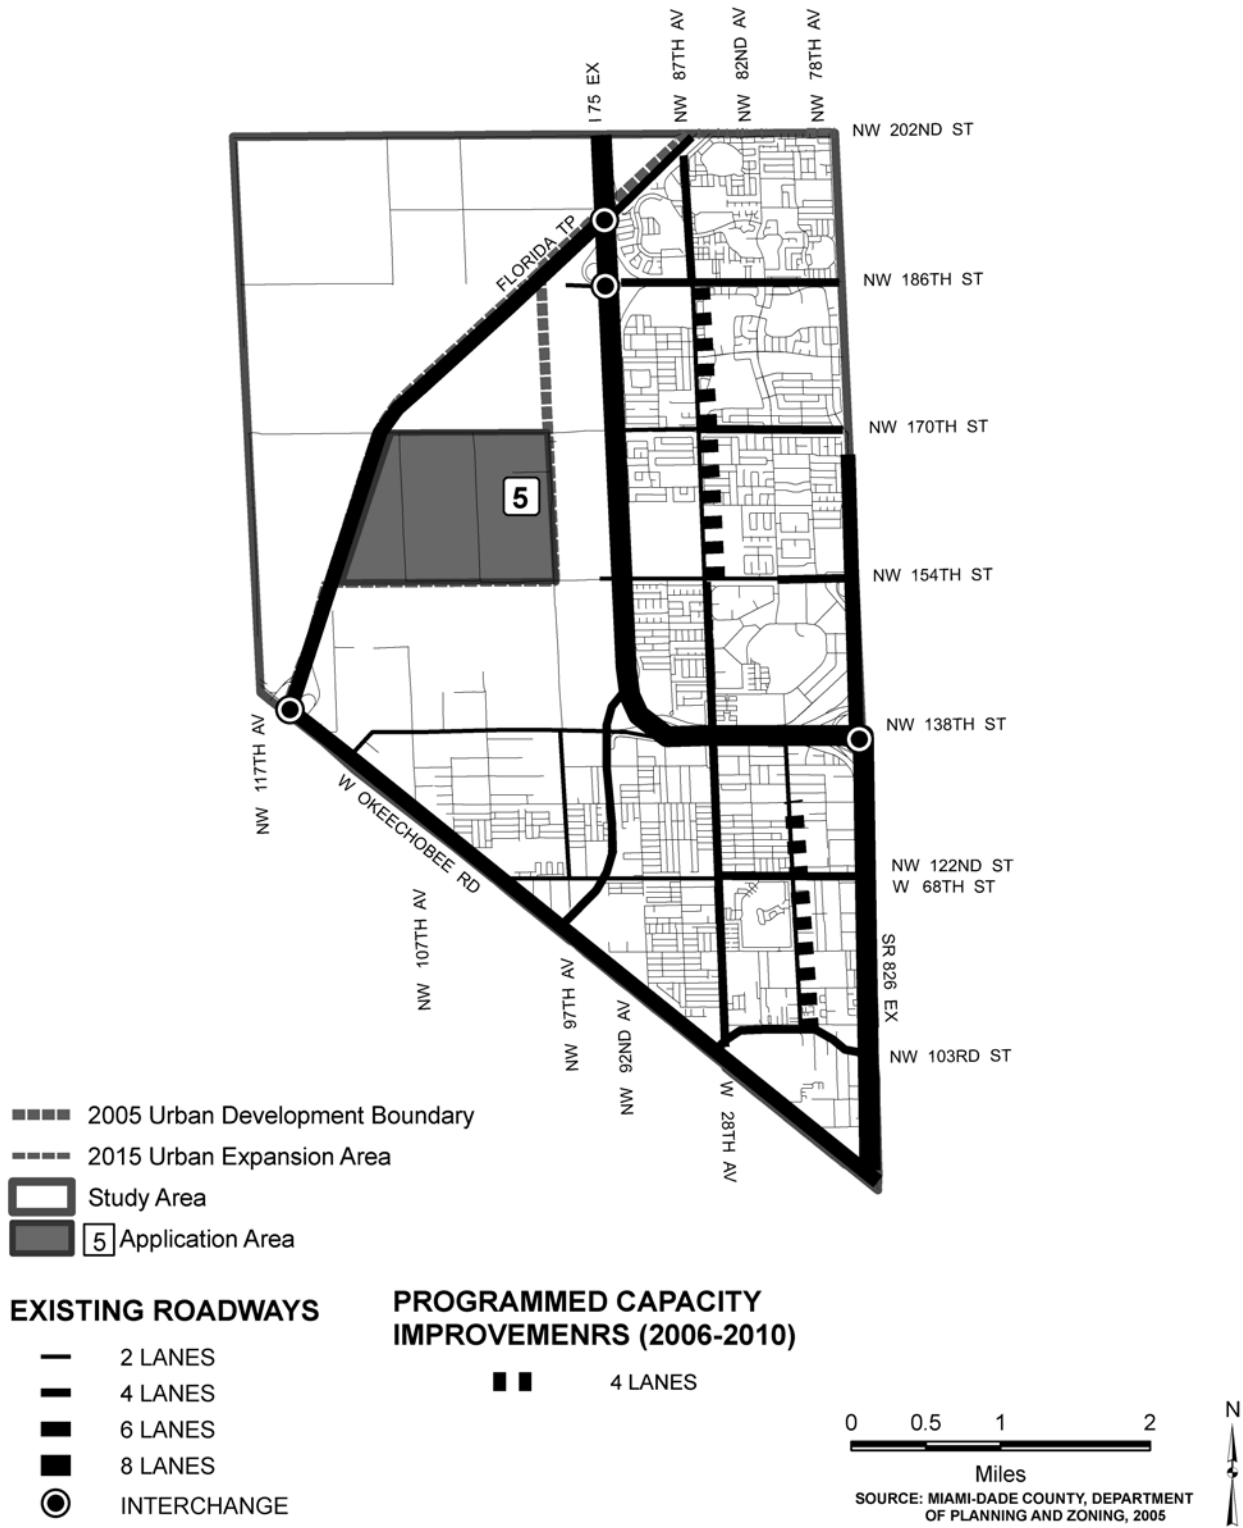 I 75 EX
NW 87TH AV
NW 82ND AV
NW 78TH AV
NW 202ND ST
FLORIDA TP
NW 186TH ST
NW 170TH ST
5
NW 154TH ST
NW 138TH ST
NW 117TH AV
W OKEECHOBEE RD
NW 122ND ST
W 68TH ST
NW 107TH AV
SR 826 EX
NW 97TH AV
NW 92ND AV
NW 103RD ST
W 28TH AV
2005 Urban Development Boundary
2015 Urban Expansion Area
Study Area
5 Application Area
EXISTING ROADWAYS
2 LANES
4 LANES
6 LANES
8 LANES
INTERCHANGE
PROGRAMMED CAPACITY
IMPROVEMENRS (2006-2010)
4 LANES
0 0.5 1 2
Miles
N
SOURCE: MIAMI-DADE COUNTY, DEPARTMENT
OF PLANNING AND ZONING, 2005